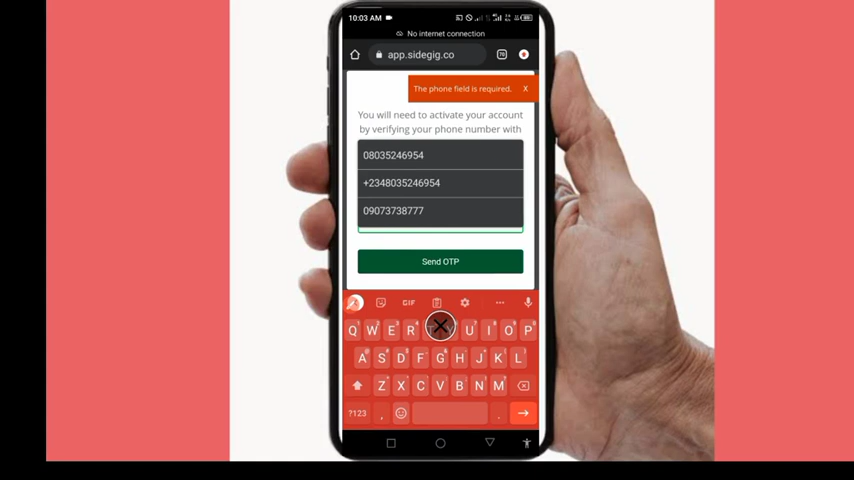 10:03 AM
No internet connection
app.sidegig.co
The phone field is required. X
You will need to activate your account
by verifying your phone number with
08035246954
+2348035246954
09073738777
Send OTP
GIF
Q W E R T Y U I O P
A S D F G H J K L
Z X C V B N M
?123 , .